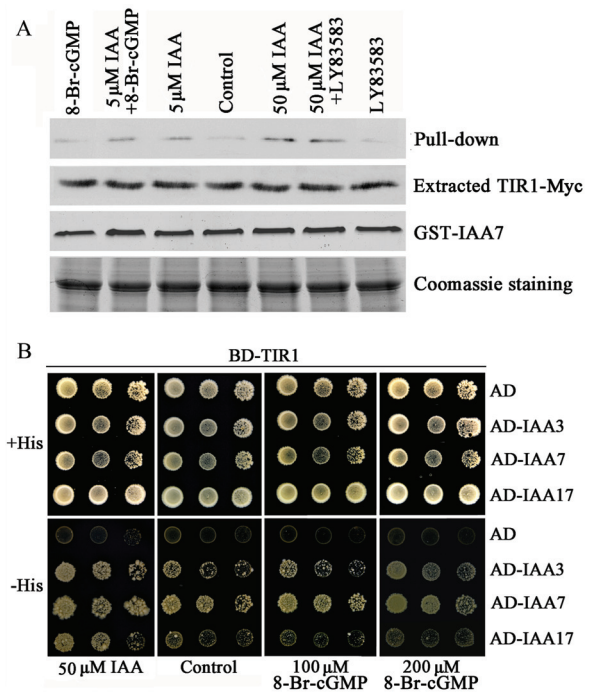 A
8-Br-cGMP
5 µM IAA
+8-Br-cGMP
5 µM IAA
Control
50 µM IAA
50 µM IAA
+LY83583
LY83583
Pull-down
Extracted TIR1-Myc
GST-IAA7
Coomassie staining
B
BD-TIR1
+His
AD
AD-IAA3
AD-IAA7
AD-IAA17
-His
AD
AD-IAA3
AD-IAA7
AD-IAA17
50 µM IAA
Control
100 µM
8-Br-cGMP
200 µM
8-Br-cGMP